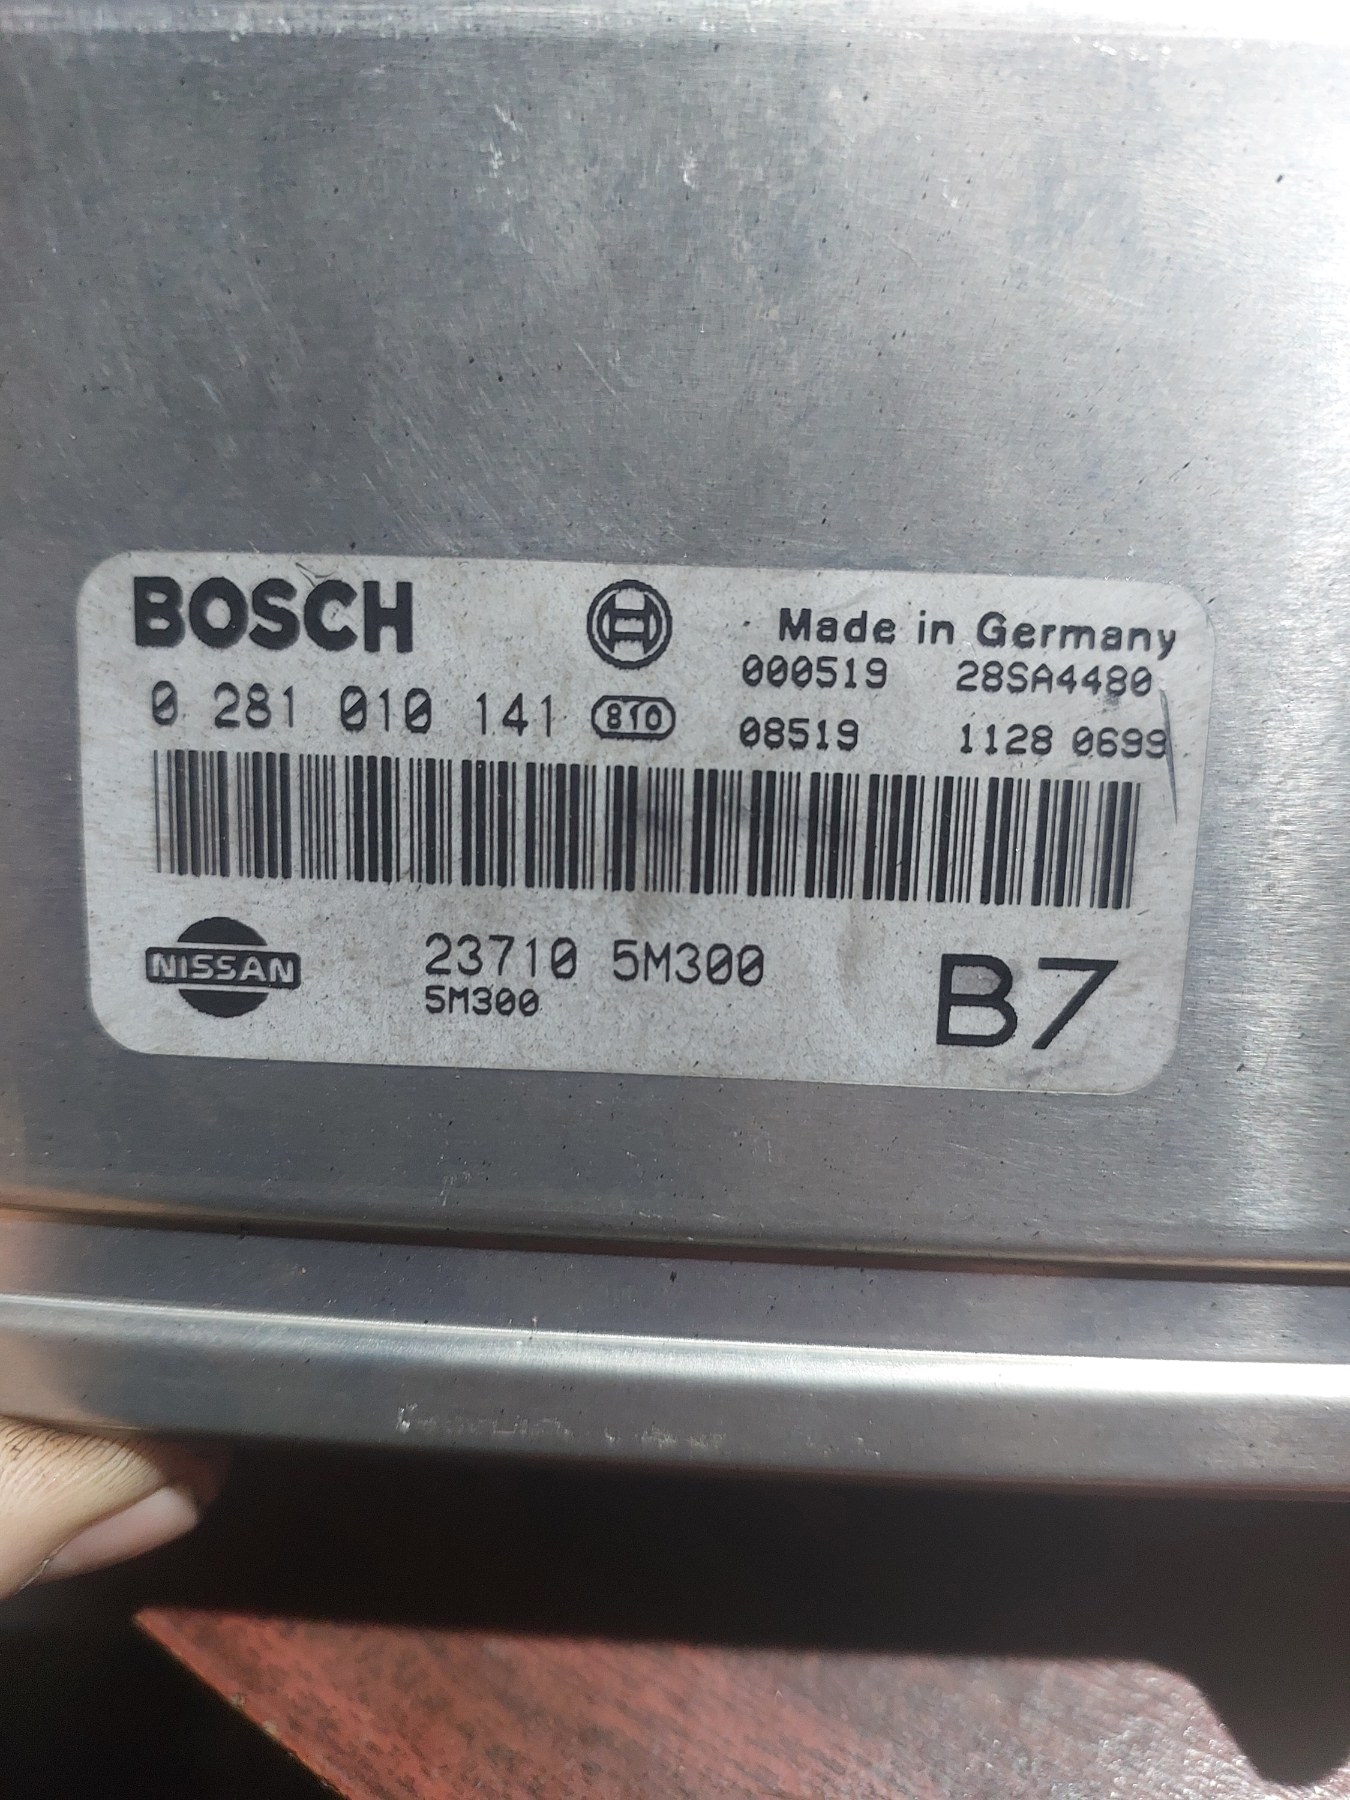 BOSCH
Made in Germany
000519 28SA4480
0 281 010 141 810
08519 1128 0699
NISSAN
23710 5M300
5M300
B7